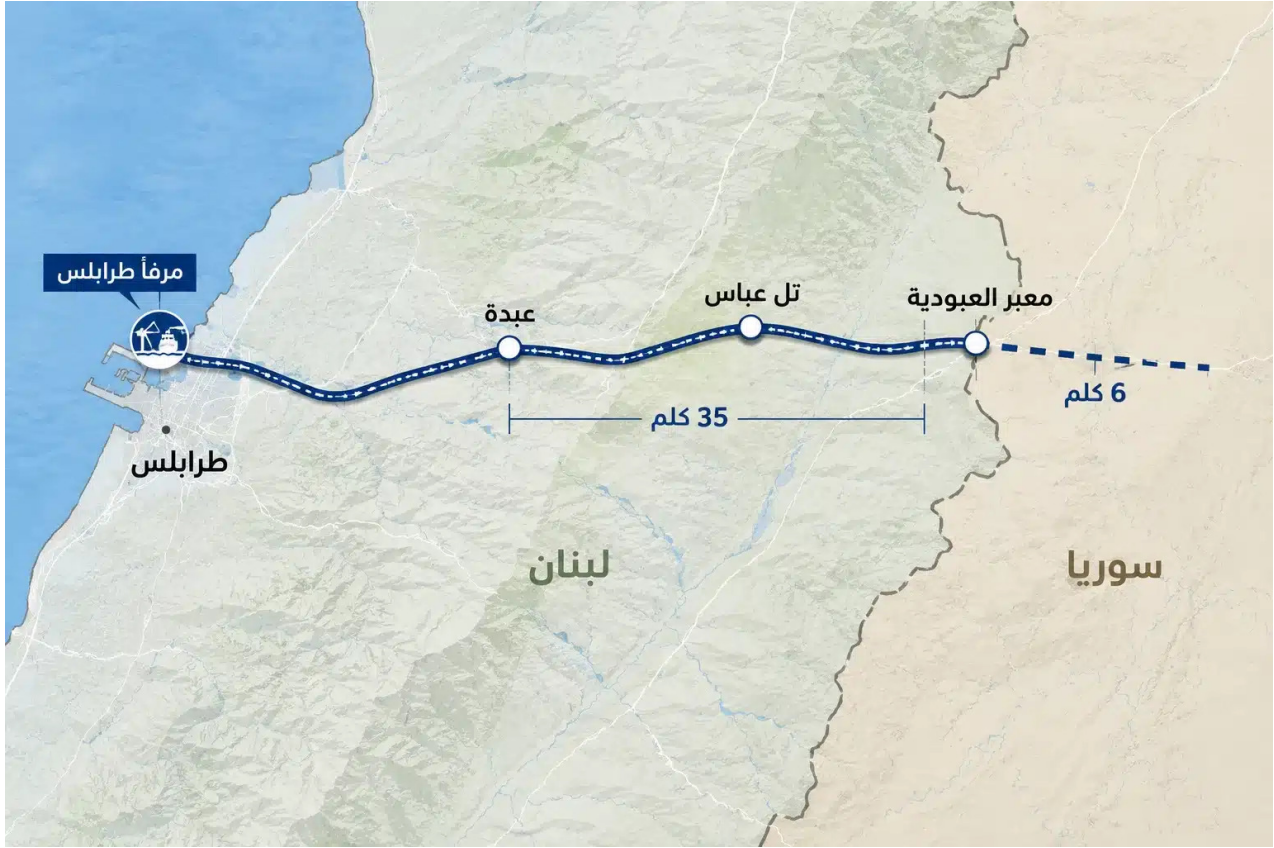 مرفأ طرابلس
طرابلس
عبدة
تل عباس
معبر العبودية
35 كلم
6 كلم
لبنان
سوريا